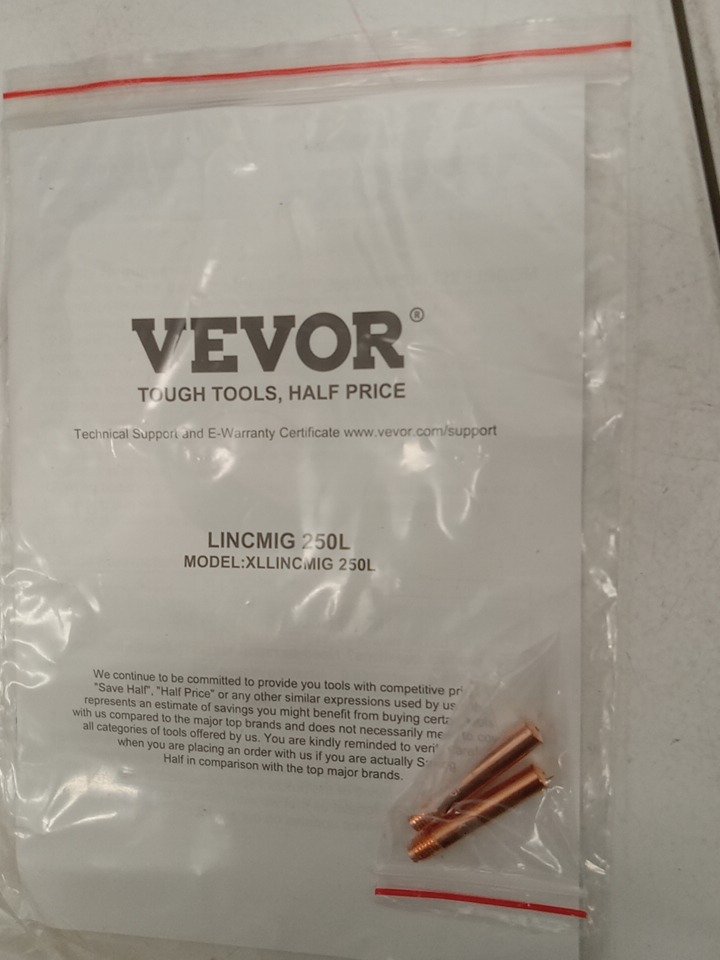 VEVOR®
TOUGH TOOLS, HALF PRICE
Technical Support and E-Warranty Certificate www.vevor.com/support
LINCMIG 250L
MODEL:XLLINCMIG 250L
We continue to be committed to provide you tools with competitive
"Save Half", "Half Price" or any other similar expressions used by us
represents an estimate of savings you might benefit from buying
with us compared to the major top brands and does not necessarily
all categories of tools offered by us. You are kindly reminded to
when you are placing an order with us if you are actually
Half in comparison with the top major brands.